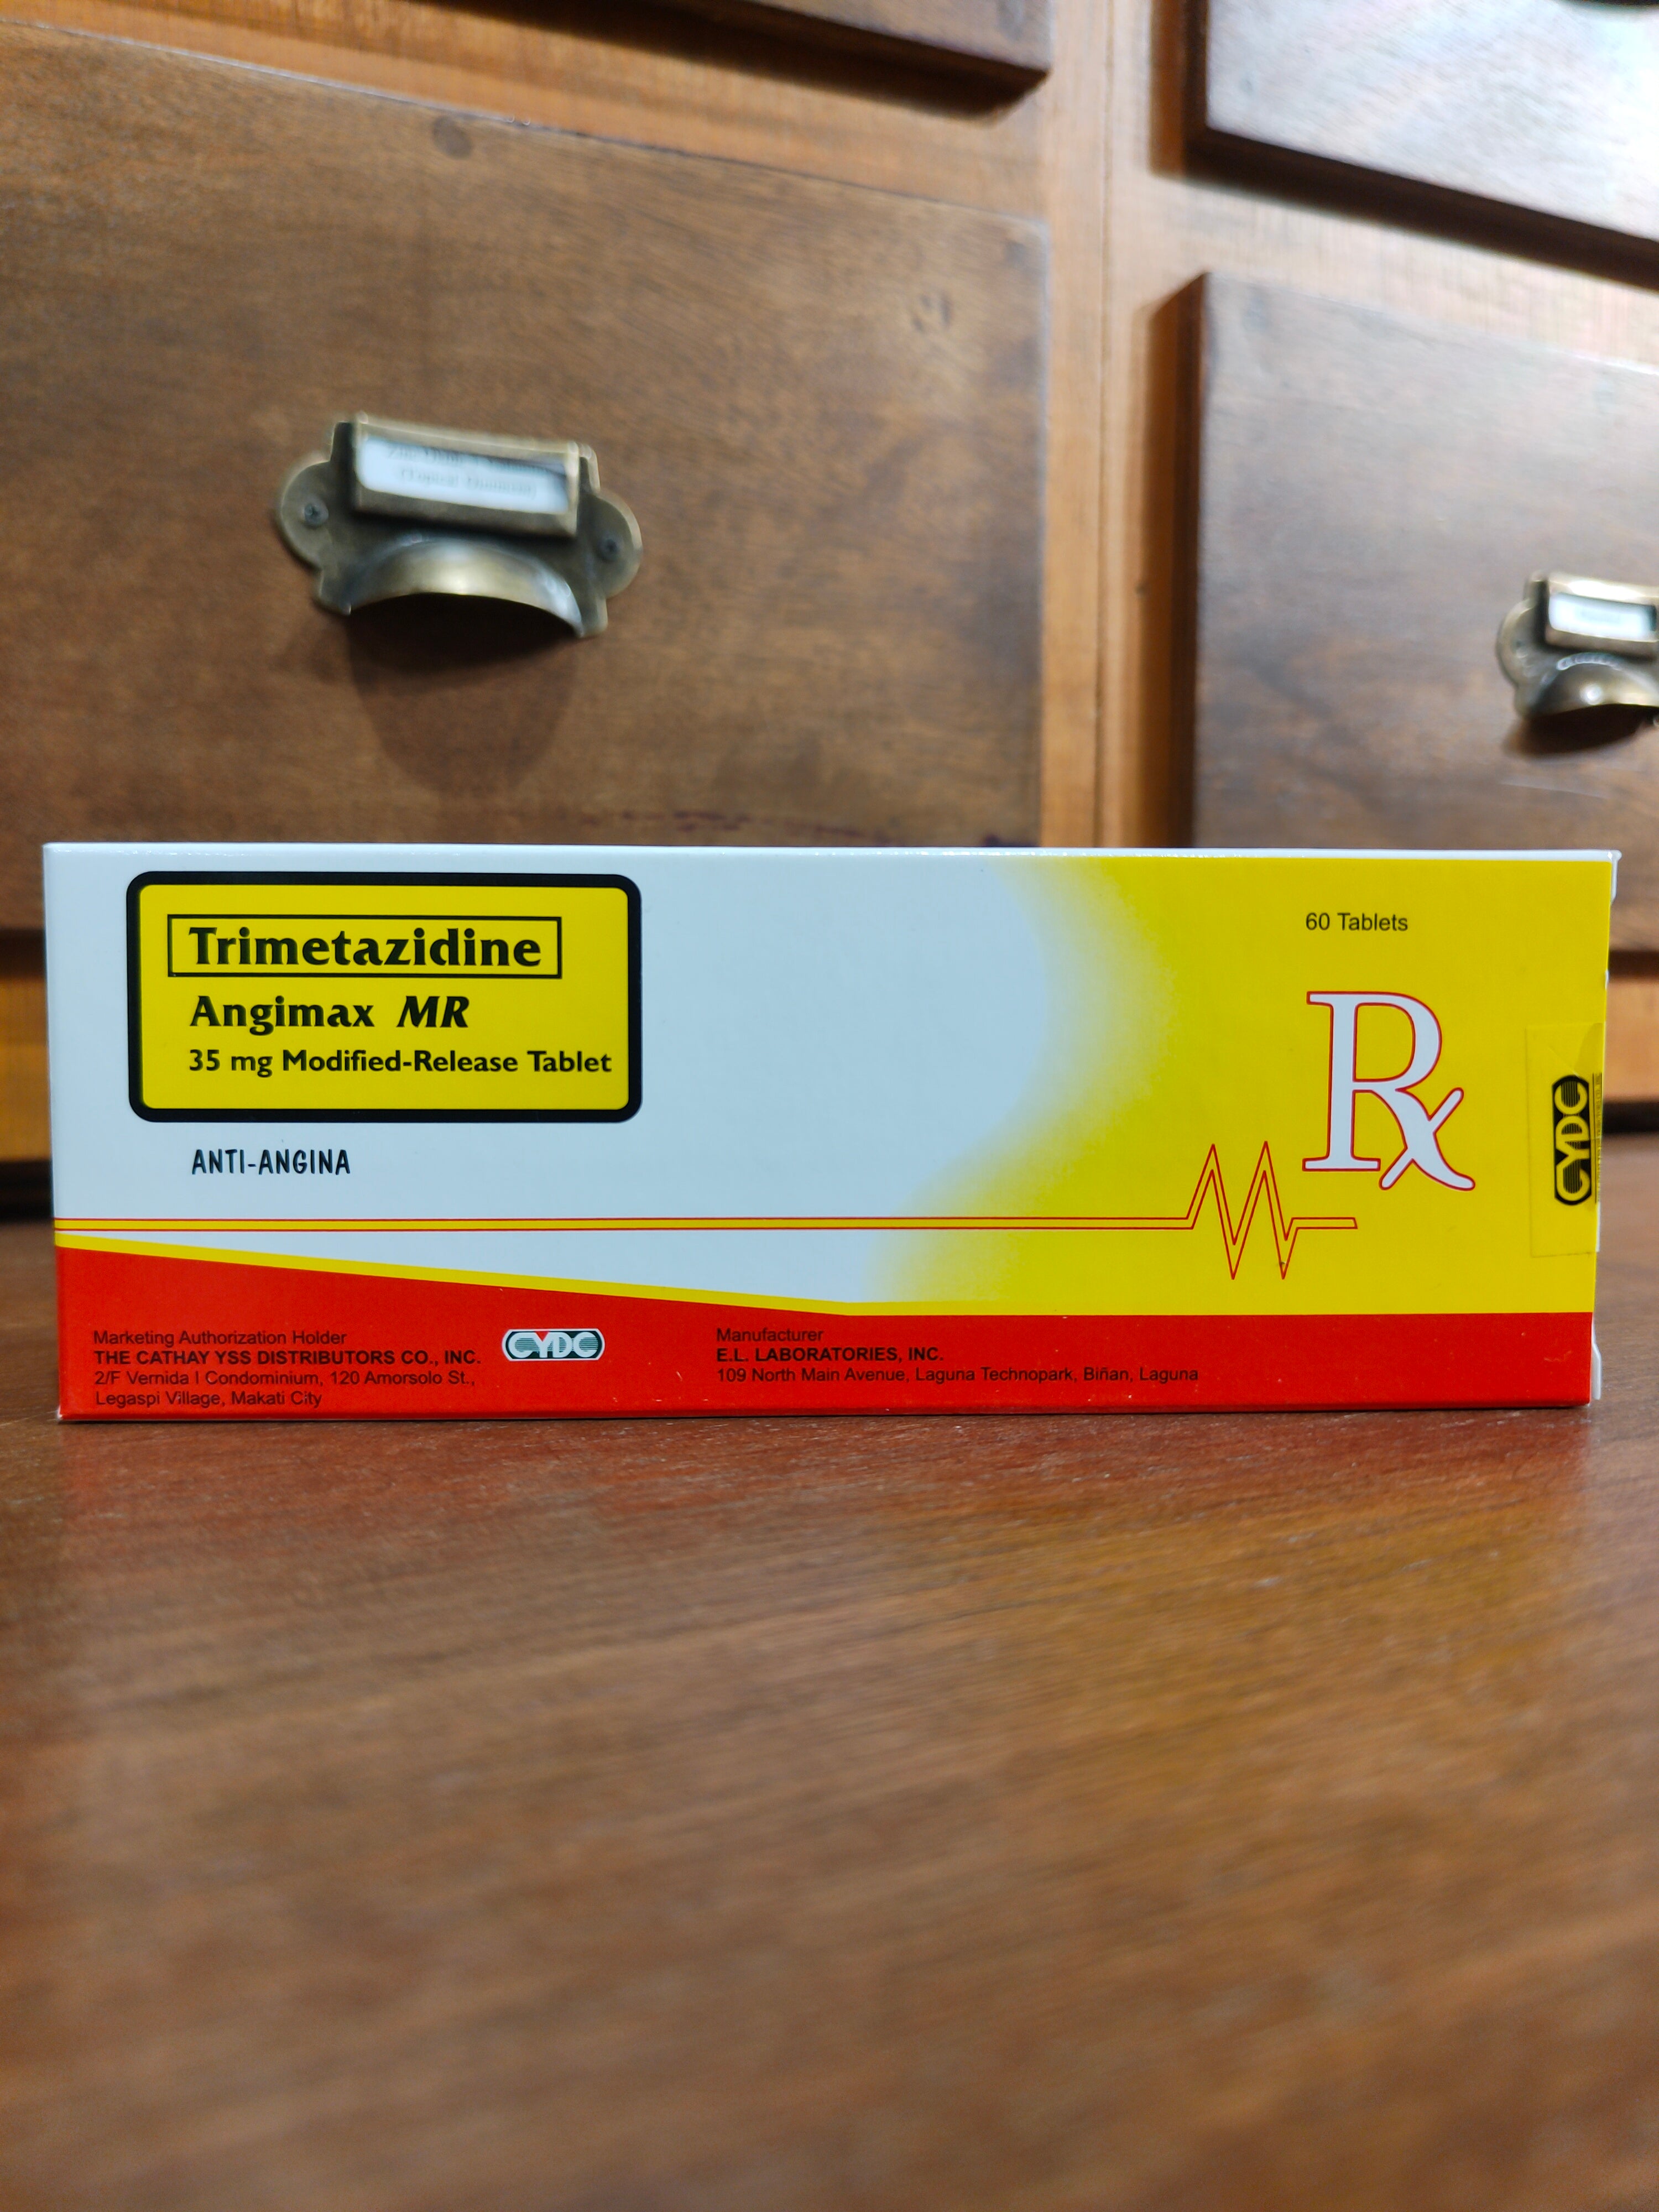 Trimetazidine
Angimax MR
35 mg Modified-Release Tablet
ANTI-ANGINA
60 Tablets
Rx
CYDC
Marketing Authorization Holder
THE CATHAY YSS DISTRIBUTORS CO., INC.
2/F Vernida I Condominium, 120 Amorsolo St.,
Legaspi Village, Makati City
CYDC
Manufacturer
E.L. LABORATORIES, INC.
109 North Main Avenue, Laguna Technopark, Biñan, Laguna